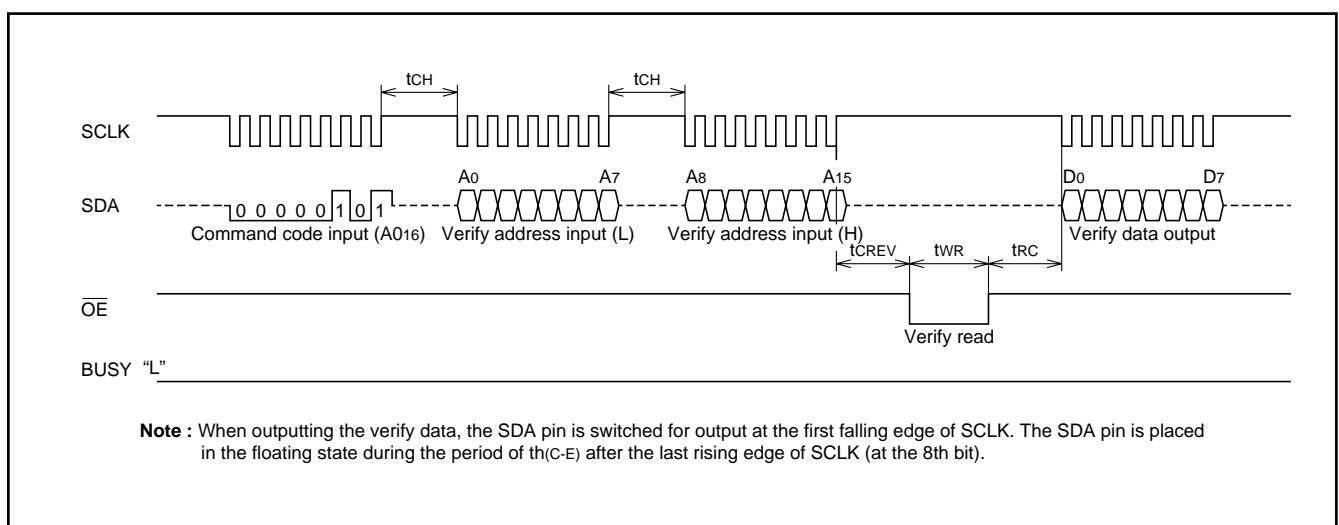 tCH tCH
SCLK
A0 A7 A8 A15 D0 D7
SDA 0 0 0 0 0 1 0 1
Command code input (A016) Verify address input (L) Verify address input (H) Verify data output
tCREV tWR tRC
OE
Verify read
BUSY “L”
Note : When outputting the verify data, the SDA pin is switched for output at the first falling edge of SCLK. The SDA pin is placed
in the floating state during the period of th(C-E) after the last rising edge of SCLK (at the 8th bit).